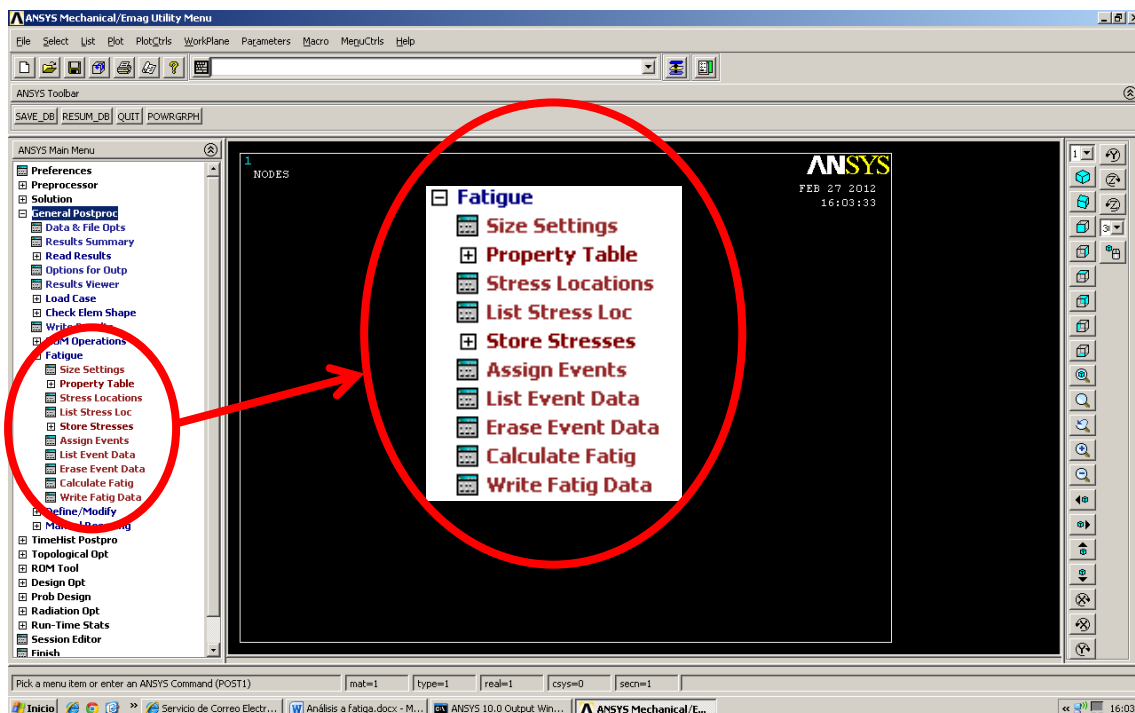 ANSYS Mechanical/Emag Utility Menu
File Select List Plot PlotCtrls WorkPlane Parameters Macro MenuCtrls Help
ANSYS Toolbar
SAVE_DB RESUM_DB QUIT POWRGRPH
ANSYS Main Menu
Preferences
Preprocessor
Solution
General Postproc
Data & File Opts
Results Summary
Read Results
Options for Outp
Results Viewer
Load Case
Check Elem Shape
Write Results
ROM Operations
Fatigue
Size Settings
Property Table
Stress Locations
List Stress Loc
Store Stresses
Assign Events
List Event Data
Erase Event Data
Calculate Fatig
Write Fatig Data
Define/Modify
TimeHist Postpro
Topological Opt
ROM Tool
Design Opt
Prob Design
Radiation Opt
Run-Time Stats
Session Editor
Finish
1
NODES
ANSYS
FEB 27 2012
16:03:33
Fatigue
Size Settings
Property Table
Stress Locations
List Stress Loc
Store Stresses
Assign Events
List Event Data
Erase Event Data
Calculate Fatig
Write Fatig Data
1
Pick a menu item or enter an ANSYS Command (POST1) mat=1 type=1 real=1 csys=0 secn=1
Inicio » Servicio de Correo Electr... Análisis a fatiga.docx - M... ANSYS 10.0 Output Win... ANSYS Mechanical/E... « 16:03